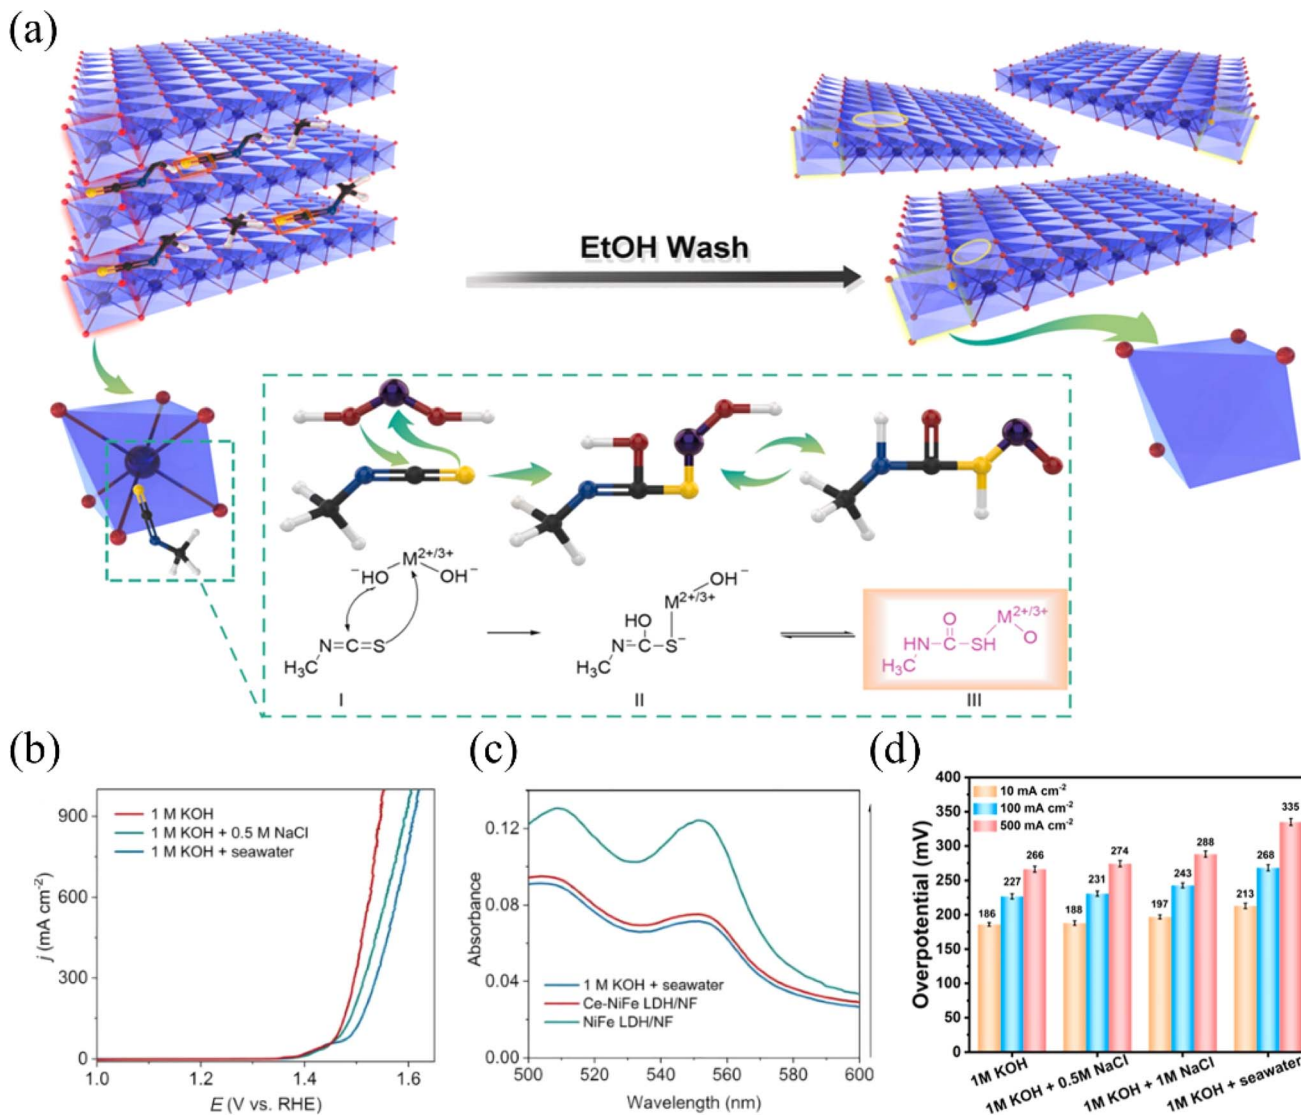 (a)
EtOH Wash
M2+/3+
−HO
OH−
N=C=S
H3C
I
OH−
M2+/3+
HO
N=C−S−
H3C
II
O
M2+/3+
HN−C−SH
O
H3C
III
(b)
j (mA cm-2)
900
600
300
0
1 M KOH
1 M KOH + 0.5 M NaCl
1 M KOH + seawater
1.0 1.2 1.4 1.6
E (V vs. RHE)
(c)
Absorbance
0.12
0.08
0.04
0.00
1 M KOH + seawater
Ce-NiFe LDH/NF
NiFe LDH/NF
500 520 540 560 580 600
Wavelength (nm)
(d)
Overpotential (mV)
400
350
300
250
200
150
100
50
0
10 mA cm-2
100 mA cm-2
500 mA cm-2
186 227 266
188 231 274
197 243 288
213 268 335
1M KOH
1M KOH + 0.5M NaCl
1M KOH + 1M NaCl
1M KOH + seawater